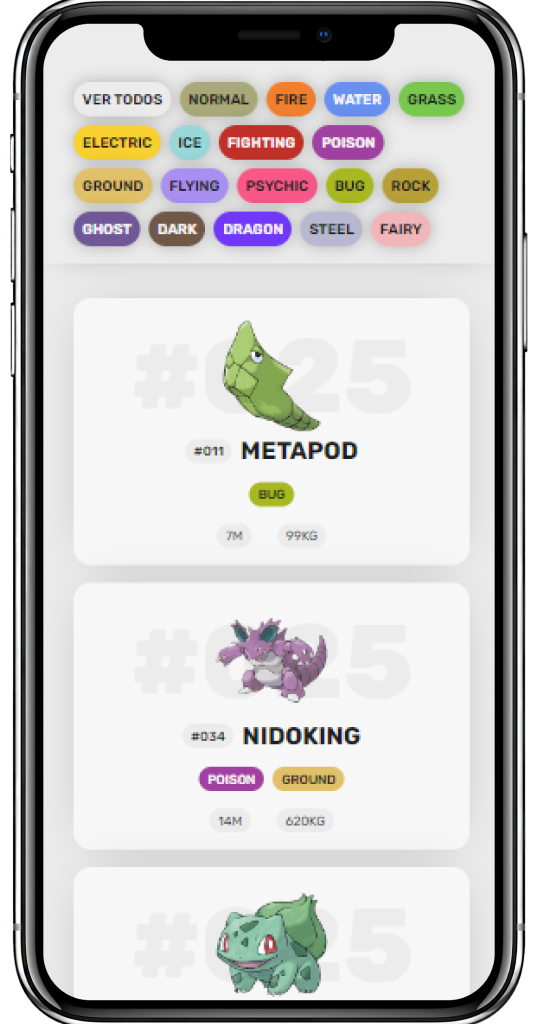 VER TODOS NORMAL FIRE WATER GRASS
ELECTRIC ICE FIGHTING POISON
GROUND FLYING PSYCHIC BUG ROCK
GHOST DARK DRAGON STEEL FAIRY
#025
#011 METAPOD
BUG
7M 99KG
#025
#034 NIDOKING
POISON GROUND
14M 620KG
#025